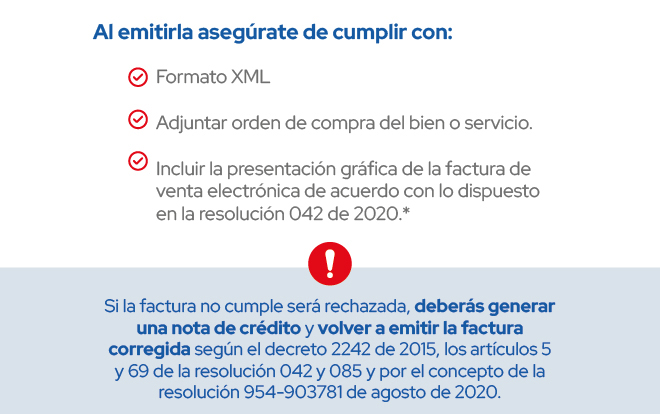 Al emitirla asegúrate de cumplir con:
Formato XML
Adjuntar orden de compra del bien o servicio.
Incluir la presentación gráfica de la factura de
venta electrónica de acuerdo con lo dispuesto
en la resolución 042 de 2020.*
!
Si la factura no cumple será rechazada, deberás generar
una nota de crédito y volver a emitir la factura
corregida según el decreto 2242 de 2015, los artículos 5
y 69 de la resolución 042 y 085 y por el concepto de la
resolución 954-903781 de agosto de 2020.